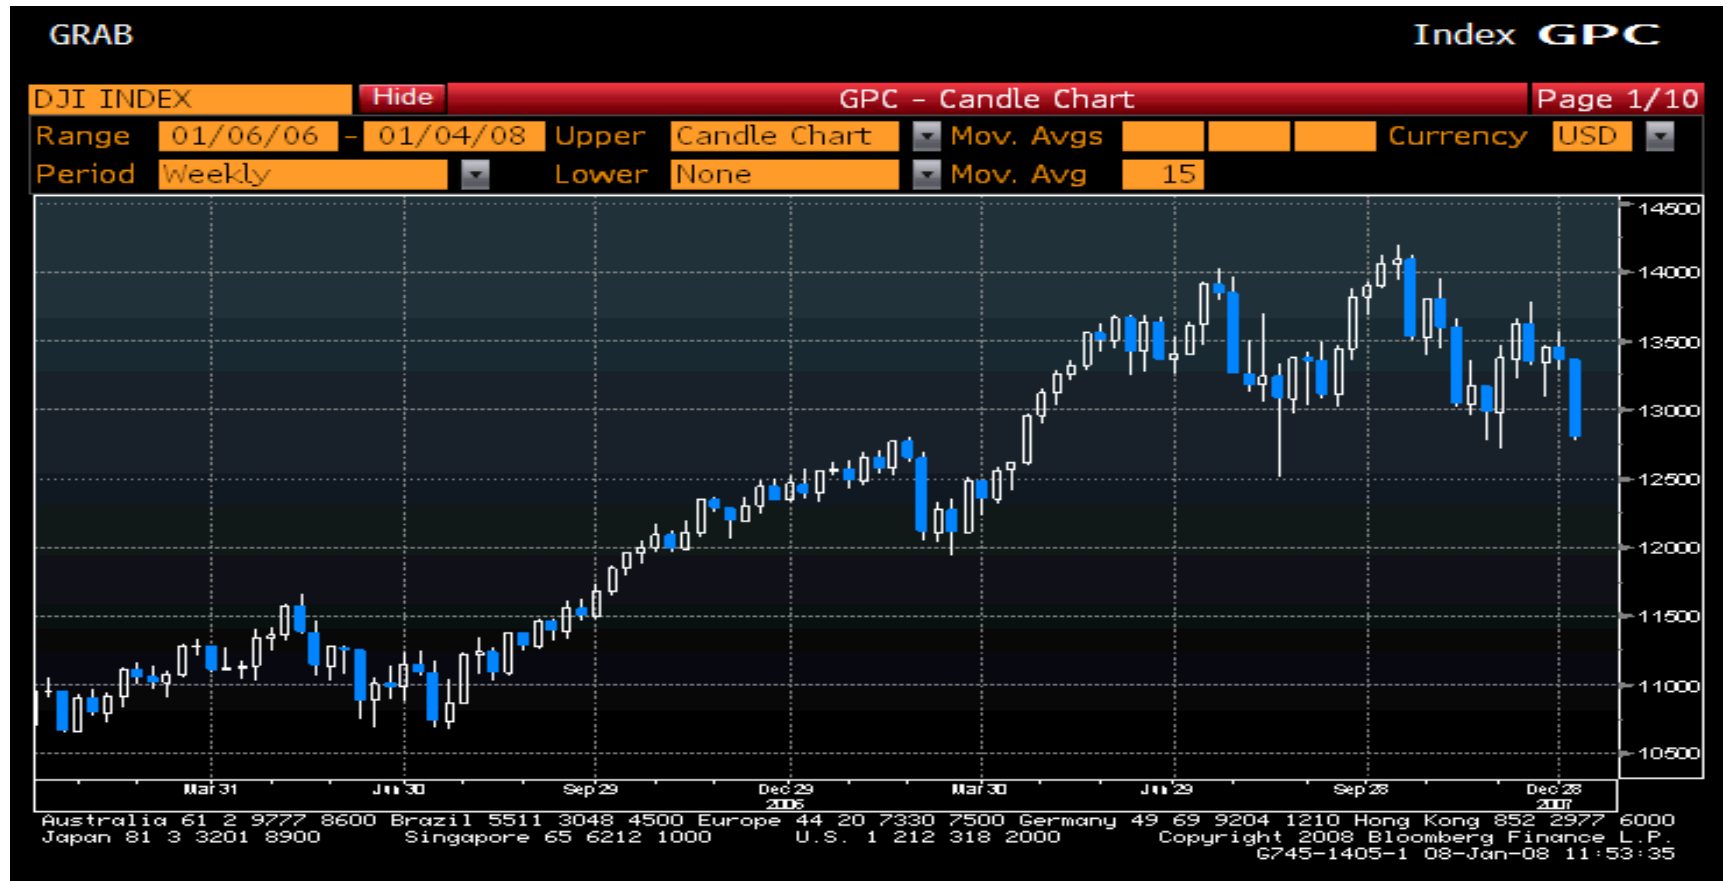 GRAB Index GPC
DJI INDEX Hide GPC - Candle Chart Page 1/10
Range 01/06/06 - 01/04/08 Upper Candle Chart Mov. Avgs Currency USD
Period Weekly Lower None Mov. Avg 15
14500
14000
13500
13000
12500
12000
11500
11000
10500
Mar 31 Jun 30 Sep 29 Dec 29 Mar 30 Jun 29 Sep 28 Dec 28
2006 2007
Australia 61 2 9777 8600 Brazil 5511 3048 4500 Europe 44 20 7330 7500 Germany 49 69 9204 1210 Hong Kong 852 2977 6000
Japan 81 3 3201 8900 Singapore 65 6212 1000 U.S. 1 212 318 2000 Copyright 2008 Bloomberg Finance L.P.
G745-1405-1 08-Jan-08 11:53:35